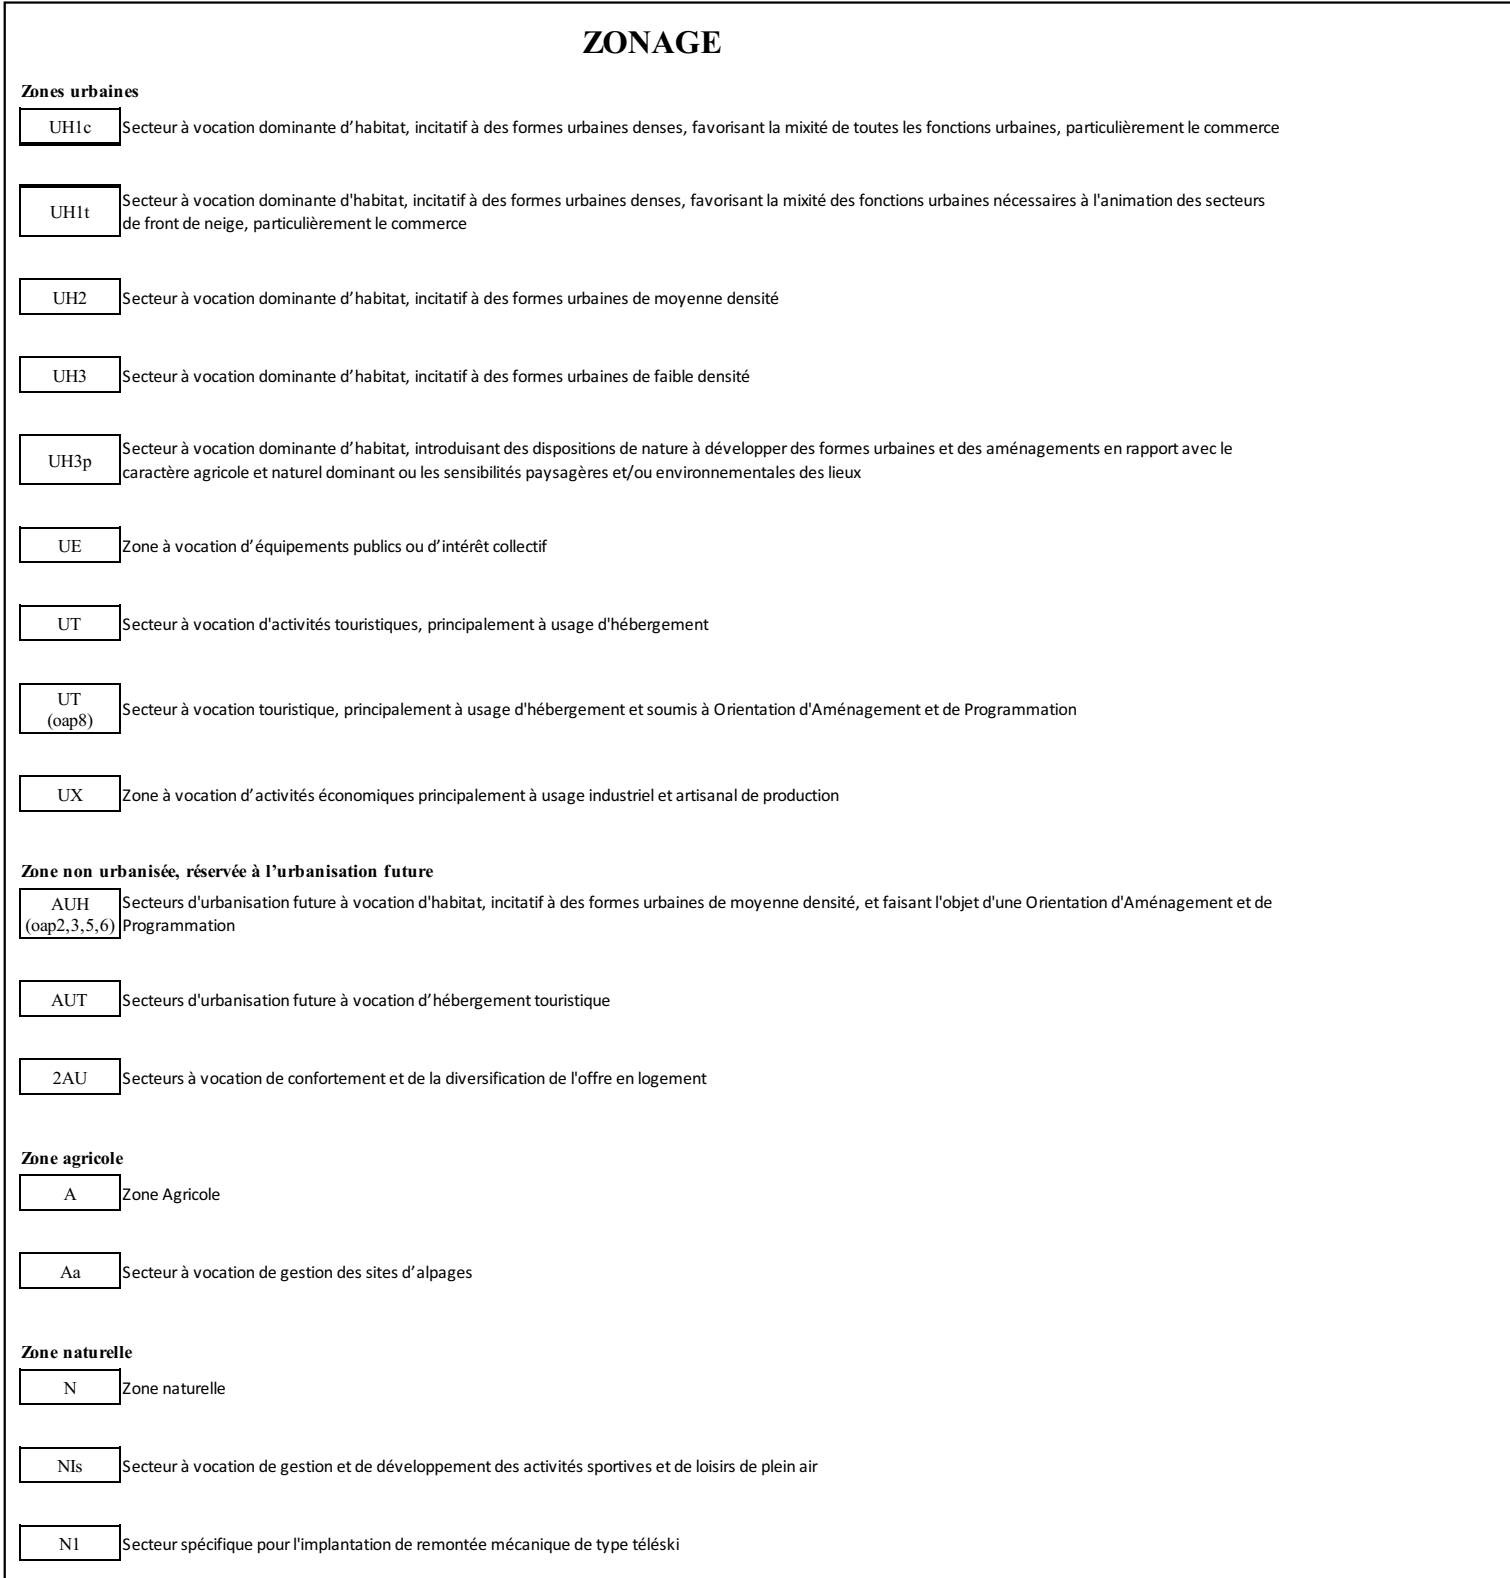 ZONAGE
Zones urbaines
UH1c Secteur à vocation dominante d’habitat, incitatif à des formes urbaines denses, favorisant la mixité de toutes les fonctions urbaines, particulièrement le commerce
UH1t Secteur à vocation dominante d'habitat, incitatif à des formes urbaines denses, favorisant la mixité des fonctions urbaines nécessaires à l'animation des secteurs
de front de neige, particulièrement le commerce
UH2 Secteur à vocation dominante d’habitat, incitatif à des formes urbaines de moyenne densité
UH3 Secteur à vocation dominante d’habitat, incitatif à des formes urbaines de faible densité
UH3p Secteur à vocation dominante d’habitat, introduisant des dispositions de nature à développer des formes urbaines et des aménagements en rapport avec le
caractère agricole et naturel dominant ou les sensibilités paysagères et/ou environnementales des lieux
UE Zone à vocation d’équipements publics ou d’intérêt collectif
UT Secteur à vocation d'activités touristiques, principalement à usage d'hébergement
UT
(oap8) Secteur à vocation touristique, principalement à usage d'hébergement et soumis à Orientation d'Aménagement et de Programmation
UX Zone à vocation d’activités économiques principalement à usage industriel et artisanal de production
Zone non urbanisée, réservée à l’urbanisation future
AUH Secteurs d'urbanisation future à vocation d'habitat, incitatif à des formes urbaines de moyenne densité, et faisant l'objet d'une Orientation d'Aménagement et de
(oap2,3,5,6) Programmation
AUT Secteurs d'urbanisation future à vocation d’hébergement touristique
2AU Secteurs à vocation de confortement et de la diversification de l'offre en logement
Zone agricole
A Zone Agricole
Aa Secteur à vocation de gestion des sites d’alpages
Zone naturelle
N Zone naturelle
NIs Secteur à vocation de gestion et de développement des activités sportives et de loisirs de plein air
N1 Secteur spécifique pour l'implantation de remontée mécanique de type téléski